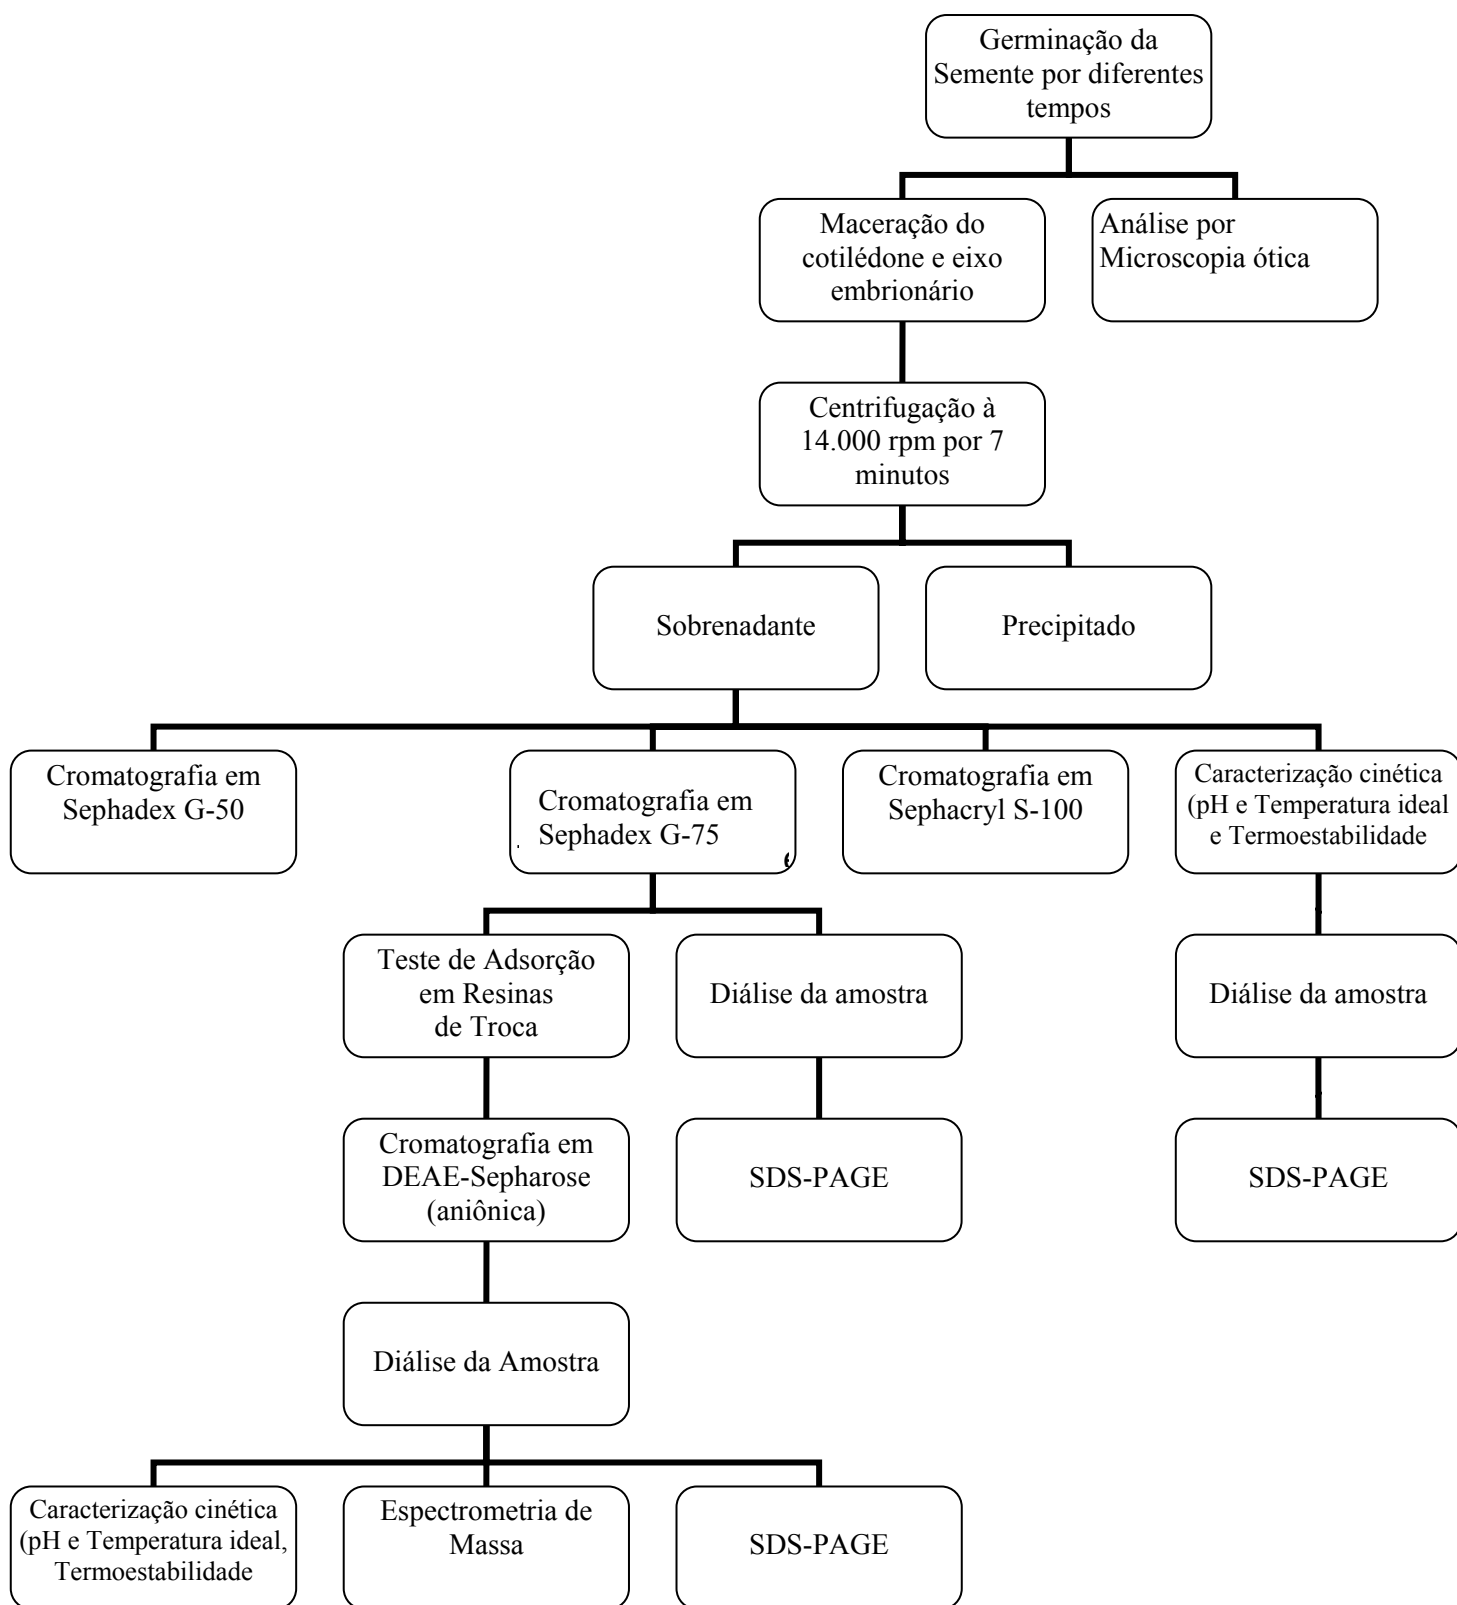 Germinação da
Semente por diferentes
tempos
Maceração do
cotilédone e eixo
embrionário
Análise por
Microscopia ótica
Centrifugação à
14.000 rpm por 7
minutos
Sobrenadante
Precipitado
Cromatografia em
Sephadex G-50
Cromatografia em
Sephadex G-75
Cromatografia em
Sephacryl S-100
Caracterização cinética
(pH e Temperatura ideal
e Termoestabilidade
Teste de Adsorção
em Resinas
de Troca
Diálise da amostra
Diálise da amostra
Cromatografia em
DEAE-Sepharose
(aniônica)
SDS-PAGE
SDS-PAGE
Diálise da Amostra
Caracterização cinética
(pH e Temperatura ideal,
Termoestabilidade
Espectrometria de
Massa
SDS-PAGE